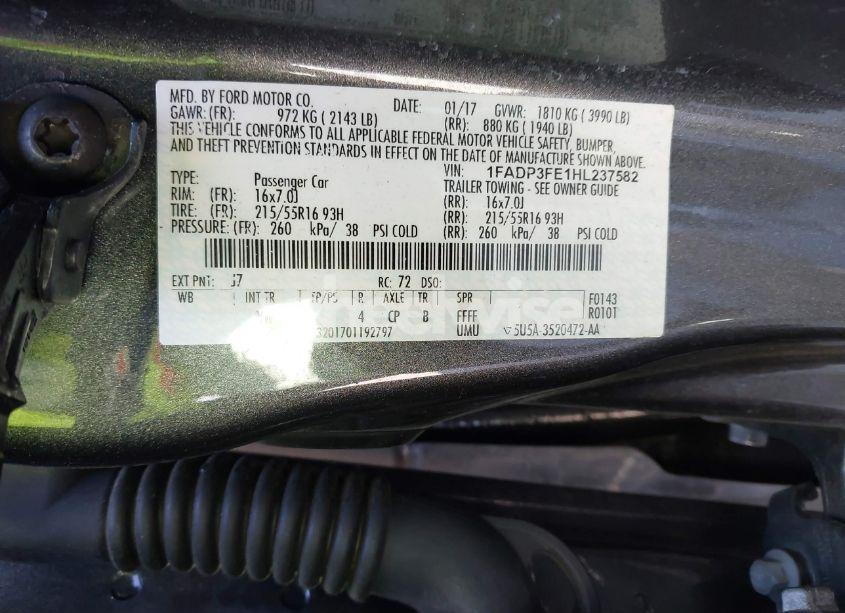 MFD. BY FORD MOTOR CO. DATE: 01/17 GVWR: 1810 KG ( 3990 LB)
GAWR: (FR): 972 KG ( 2143 LB) (RR): 880 KG ( 1940 LB)
THIS VEHICLE CONFORMS TO ALL APPLICABLE FEDERAL MOTOR VEHICLE SAFETY, BUMPER,
AND THEFT PREVENTION STANDARDS IN EFFECT ON THE DATE OF MANUFACTURE SHOWN ABOVE.
VIN: 1FADP3FE1HL237582
TYPE: Passenger Car TRAILER TOWING - SEE OWNER GUIDE
RIM: (FR): 16x7.0J (RR): 16x7.0J
TIRE: (FR): 215/55R16 93H (RR): 215/55R16 93H
PRESSURE: (FR): 260 kPa/ 38 PSI COLD (RR): 260 kPa/ 38 PSI COLD
EXT PNT: J7 RC: 72 DSO:
WB INT TR TP/PS R AXLE TR SPR F0143
4 CP B FFFF R0101
3201701192797 UMU 5U5A-3520472-AA